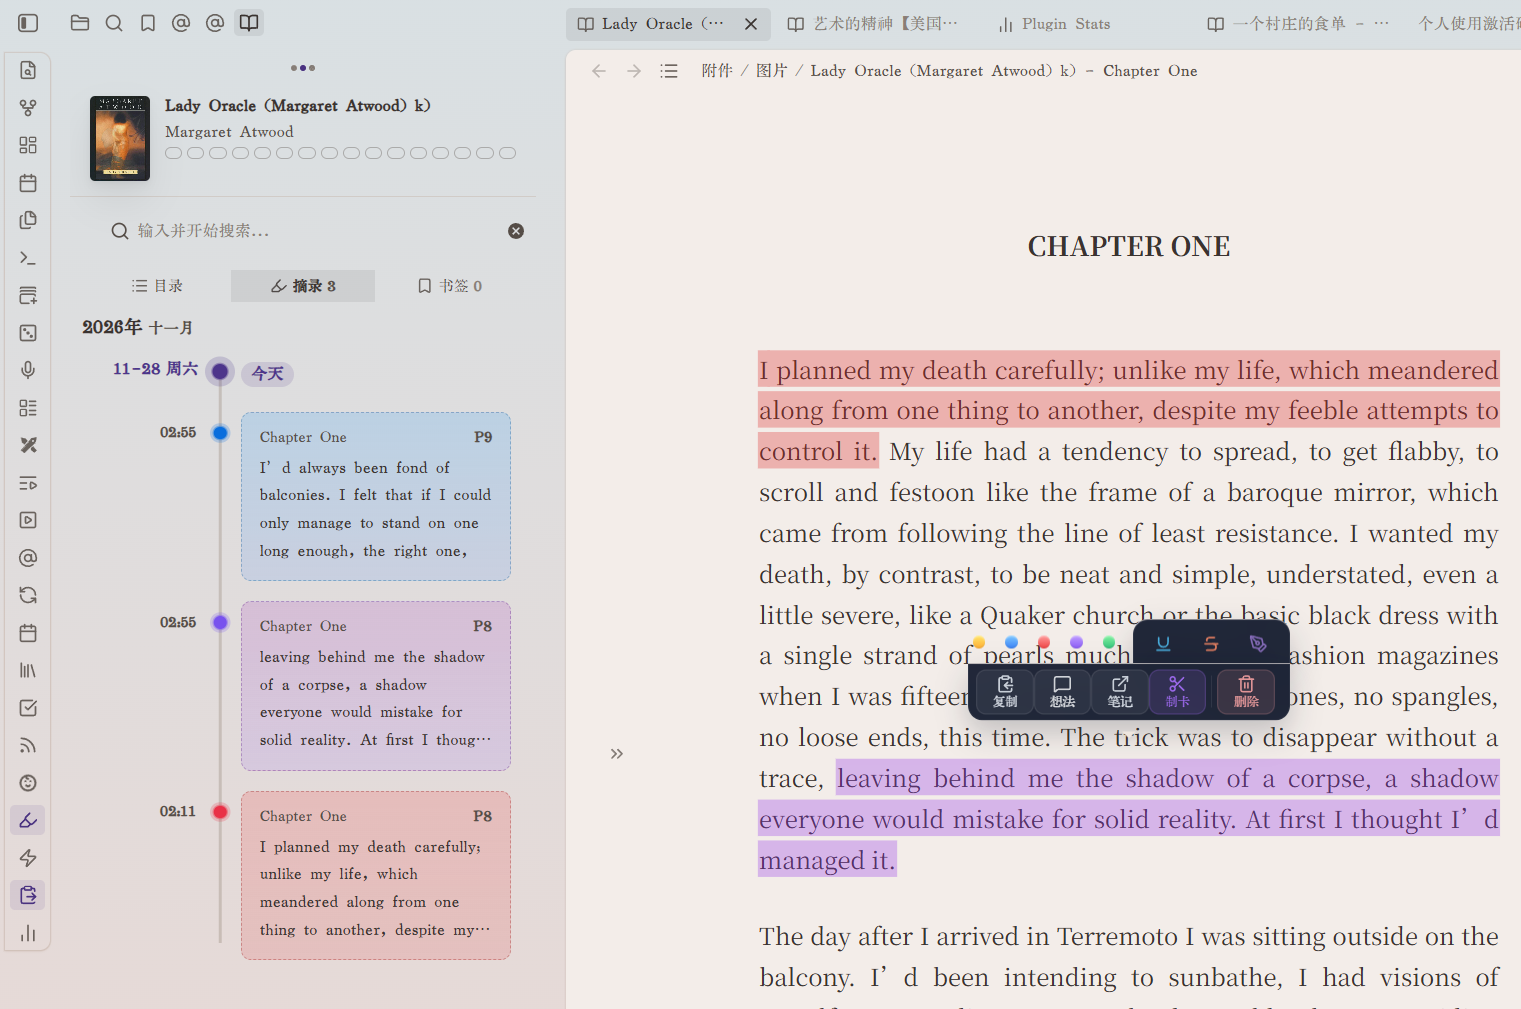 Lady Oracle（···
艺术的精神【美国···
Plugin Stats
一个村庄的食单 - ···
个人使用激活
Lady Oracle（Margaret Atwood）k）
Margaret Atwood
输入并开始搜索...
目录
摘录 3
书签 0
2026年 十一月
11-28 周六
今天
02:55
Chapter One P9
I’d always been fond of
balconies. I felt that if I could
only manage to stand on one
long enough, the right one,
02:55
Chapter One P8
leaving behind me the shadow
of a corpse, a shadow
everyone would mistake for
solid reality. At first I thoug···
02:11
Chapter One P8
I planned my death carefully;
unlike my life, which
meandered along from one
thing to another, despite my···
附件 / 图片 / Lady Oracle（Margaret Atwood）k） - Chapter One
CHAPTER ONE
I planned my death carefully; unlike my life, which meandered
along from one thing to another, despite my feeble attempts to
control it. My life had a tendency to spread, to get flabby, to
scroll and festoon like the frame of a baroque mirror, which
came from following the line of least resistance. I wanted my
death, by contrast, to be neat and simple, understated, even a
little severe, like a Quaker church or the basic black dress with
a single strand of pearls much ashion magazines
when I was fifteen ones, no spangles,
no loose ends, this time. The trick was to disappear without a
trace, leaving behind me the shadow of a corpse, a shadow
everyone would mistake for solid reality. At first I thought I’d
managed it.
复制
想法
笔记
制卡
删除
The day after I arrived in Terremoto I was sitting outside on the
balcony. I’d been intending to sunbathe, I had visions of